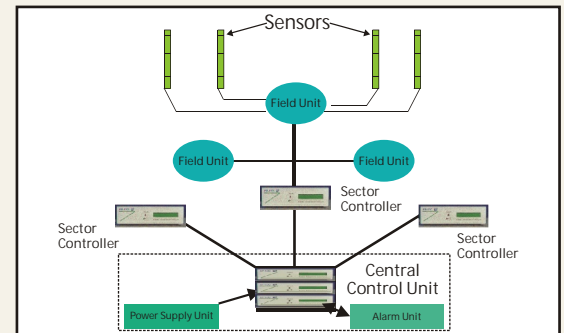 Sensors
Field Unit
Field Unit
Field Unit
Sector
Controller
Sector
Controller
Sector
Controller
Central
Control Unit
Power Supply Unit
Alarm Unit